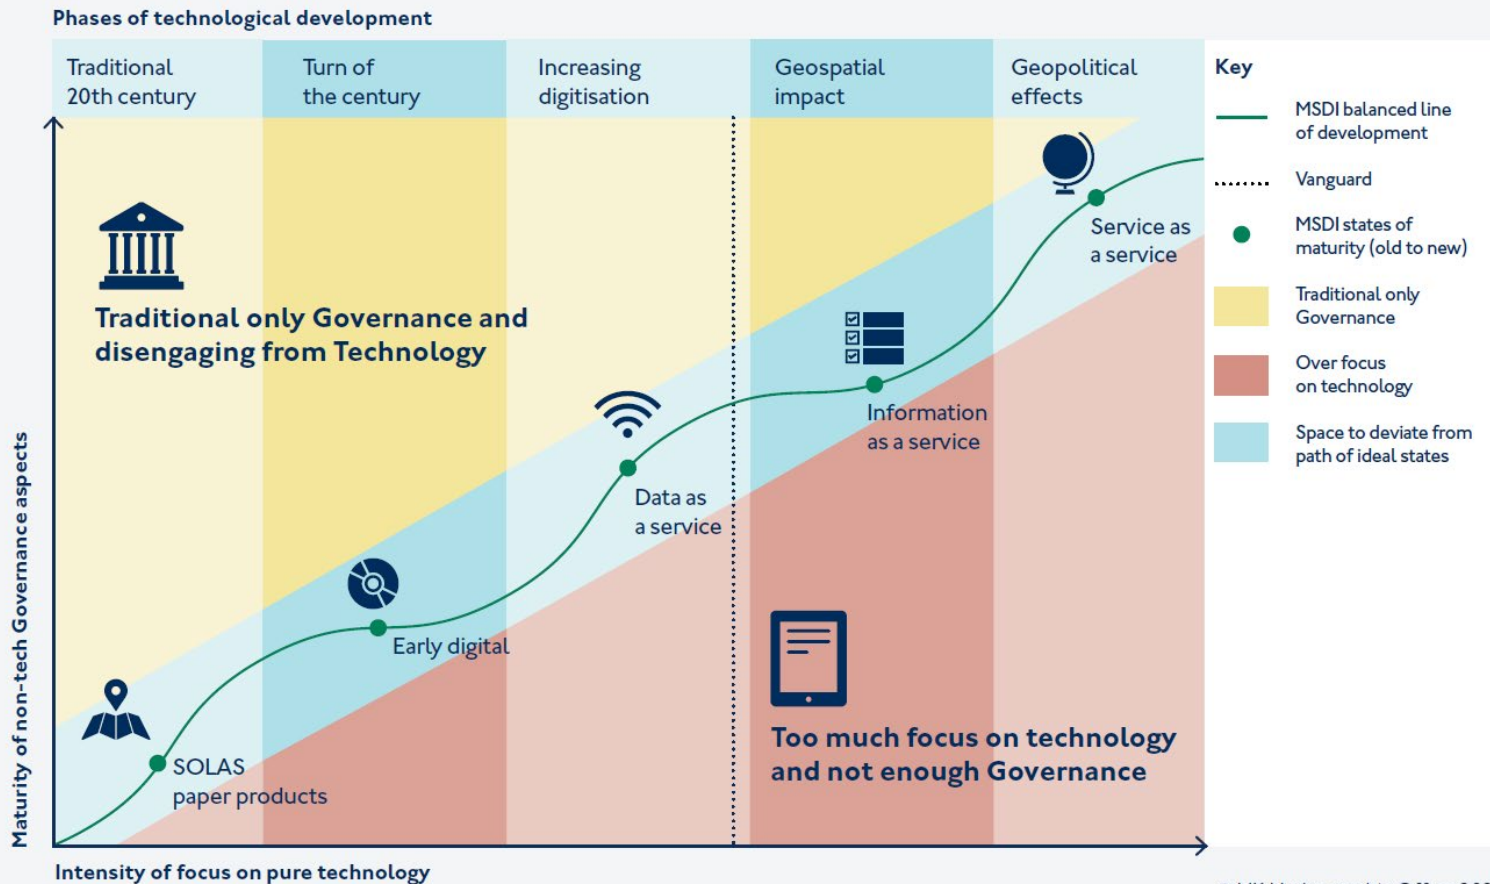 Phases of technological development
Traditional
20th century
Turn of
the century
Increasing
digitisation
Geospatial
impact
Geopolitical
effects
Key
MSDI balanced line
of development
Vanguard
MSDI states of
maturity (old to new)
Traditional only
Governance
Over focus
on technology
Space to deviate from
path of ideal states
Traditional only Governance and
disengaging from Technology
Service as
a service
Information
as a service
Data as
a service
Early digital
SOLAS
paper products
Too much focus on technology
and not enough Governance
Maturity of non-tech Governance aspects
Intensity of focus on pure technology